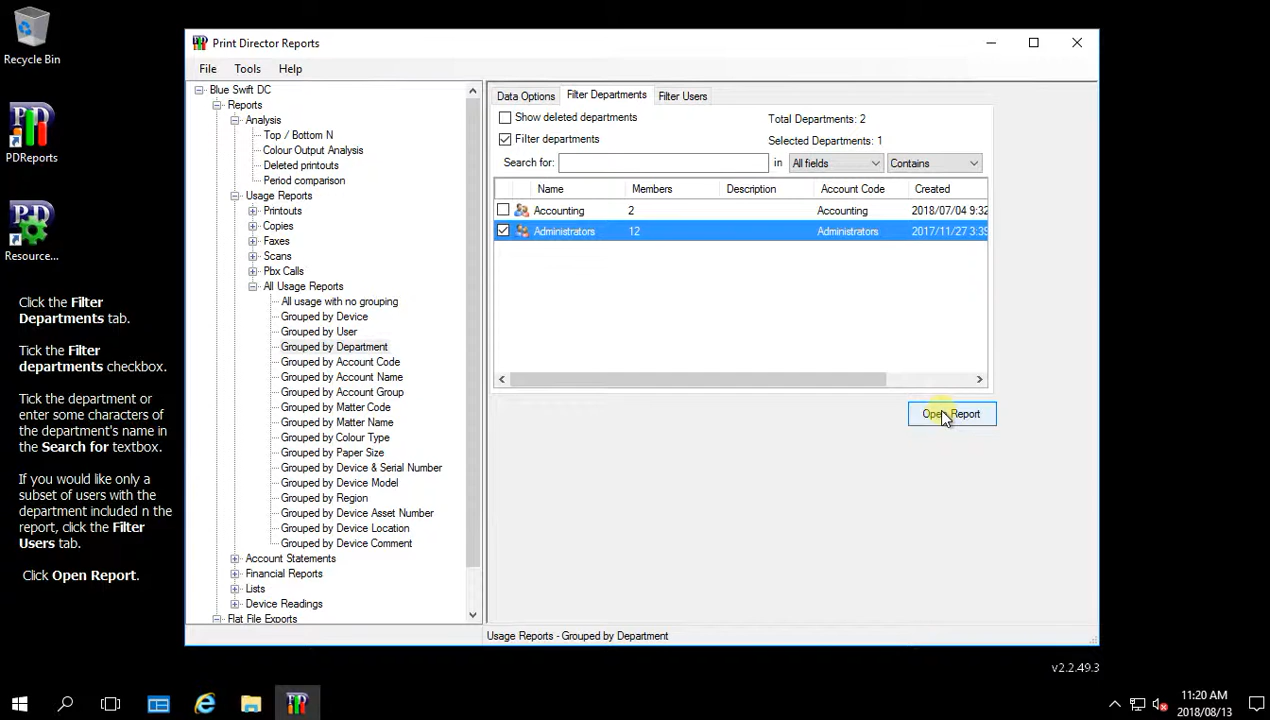 Recycle Bin
PDReports
Resource...
Click the Filter
Departments tab.
Tick the Filter
departments checkbox.
Tick the department or
enter some characters of
the department's name in
the Search for textbox.
If you would like only a
subset of users with the
department included n the
report, click the Filter
Users tab.
Click Open Report.
Print Director Reports
File Tools Help
Blue Swift DC
Reports
Analysis
Top / Bottom N
Colour Output Analysis
Deleted printouts
Period comparison
Usage Reports
Printouts
Copies
Faxes
Scans
Pbx Calls
All Usage Reports
All usage with no grouping
Grouped by Device
Grouped by User
Grouped by Department
Grouped by Account Code
Grouped by Account Name
Grouped by Account Group
Grouped by Matter Code
Grouped by Matter Name
Grouped by Colour Type
Grouped by Paper Size
Grouped by Device & Serial Number
Grouped by Device Model
Grouped by Region
Grouped by Device Asset Number
Grouped by Device Location
Grouped by Device Comment
Account Statements
Financial Reports
Lists
Device Readings
Flat File Exports
Data Options Filter Departments Filter Users
Show deleted departments Total Departments: 2
Filter departments Selected Departments: 1
Search for: in All fields Contains
Name Members Description Account Code Created
Accounting 2 Accounting 2018/07/04 9:32
Administrators 12 Administrators 2017/11/27 3:39
Open Report
Usage Reports - Grouped by Department
v2.2.49.3
11:20 AM
2018/08/13